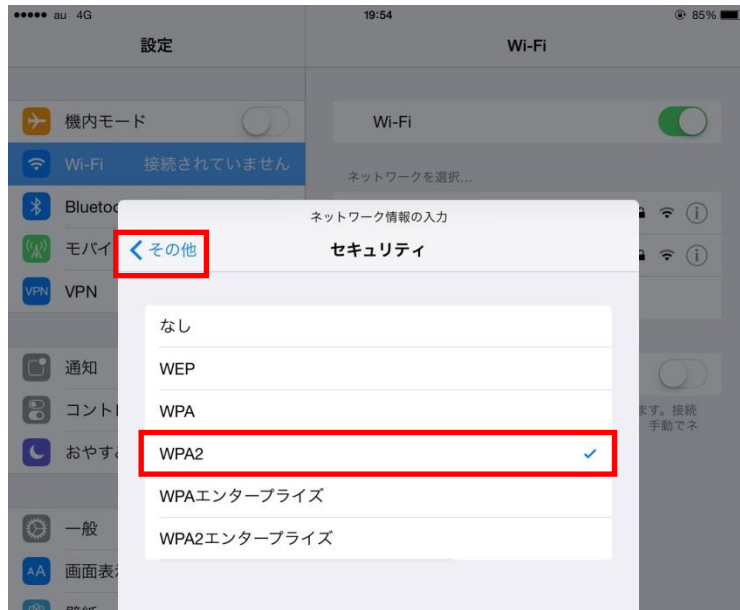 au 4G 19:54 85%
設定
Wi-Fi
機内モード
Wi-Fi 接続されていません
Wi-Fi
ネットワークを選択...
Bluetoo
モバイ
VPN VPN
通知
コント
おやす
一般
AA 画面表
ネットワーク情報の入力
その他
セキュリティ
なし
WEP
WPA
WPA2
WPAエンタープライズ
WPA2エンタープライズ
ます。接続
手動でネ